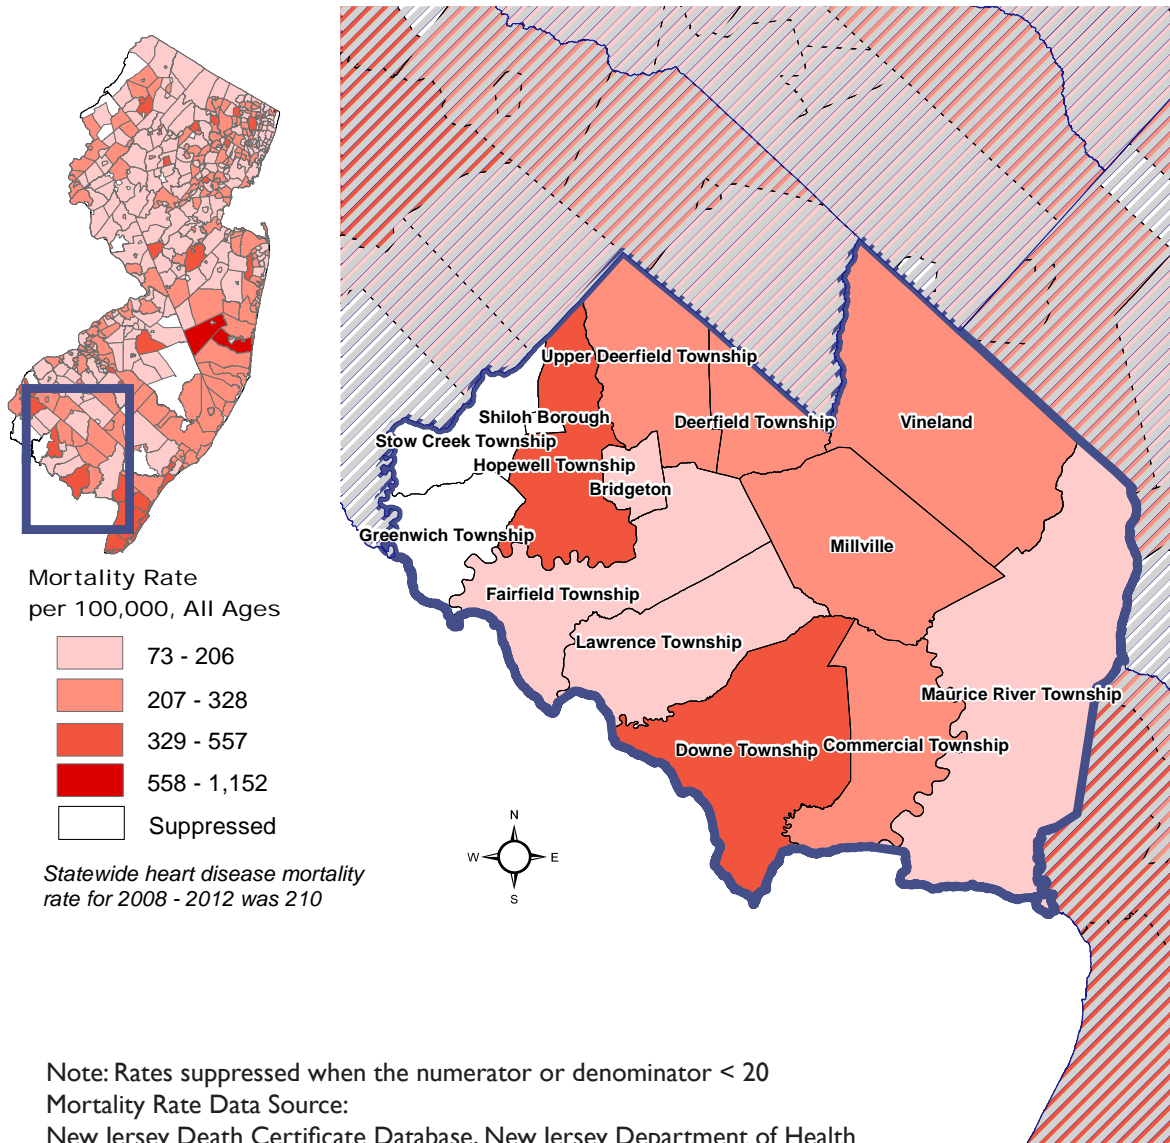 Upper Deerfield Township
Shiloh Borough
Deerfield Township
Vineland
Stow Creek Township
Hopewell Township
Bridgeton
Greenwich Township
Millville
Fairfield Township
Lawrence Township
Maurice River Township
Downe Township
Commercial Township
Mortality Rate
per 100,000, All Ages
73 - 206
207 - 328
329 - 557
558 - 1,152
Suppressed
Statewide heart disease mortality
rate for 2008 - 2012 was 210
N
W
E
S
Note: Rates suppressed when the numerator or denominator < 20
Mortality Rate Data Source:
New Jersey Death Certificate Database, New Jersey Department of Health